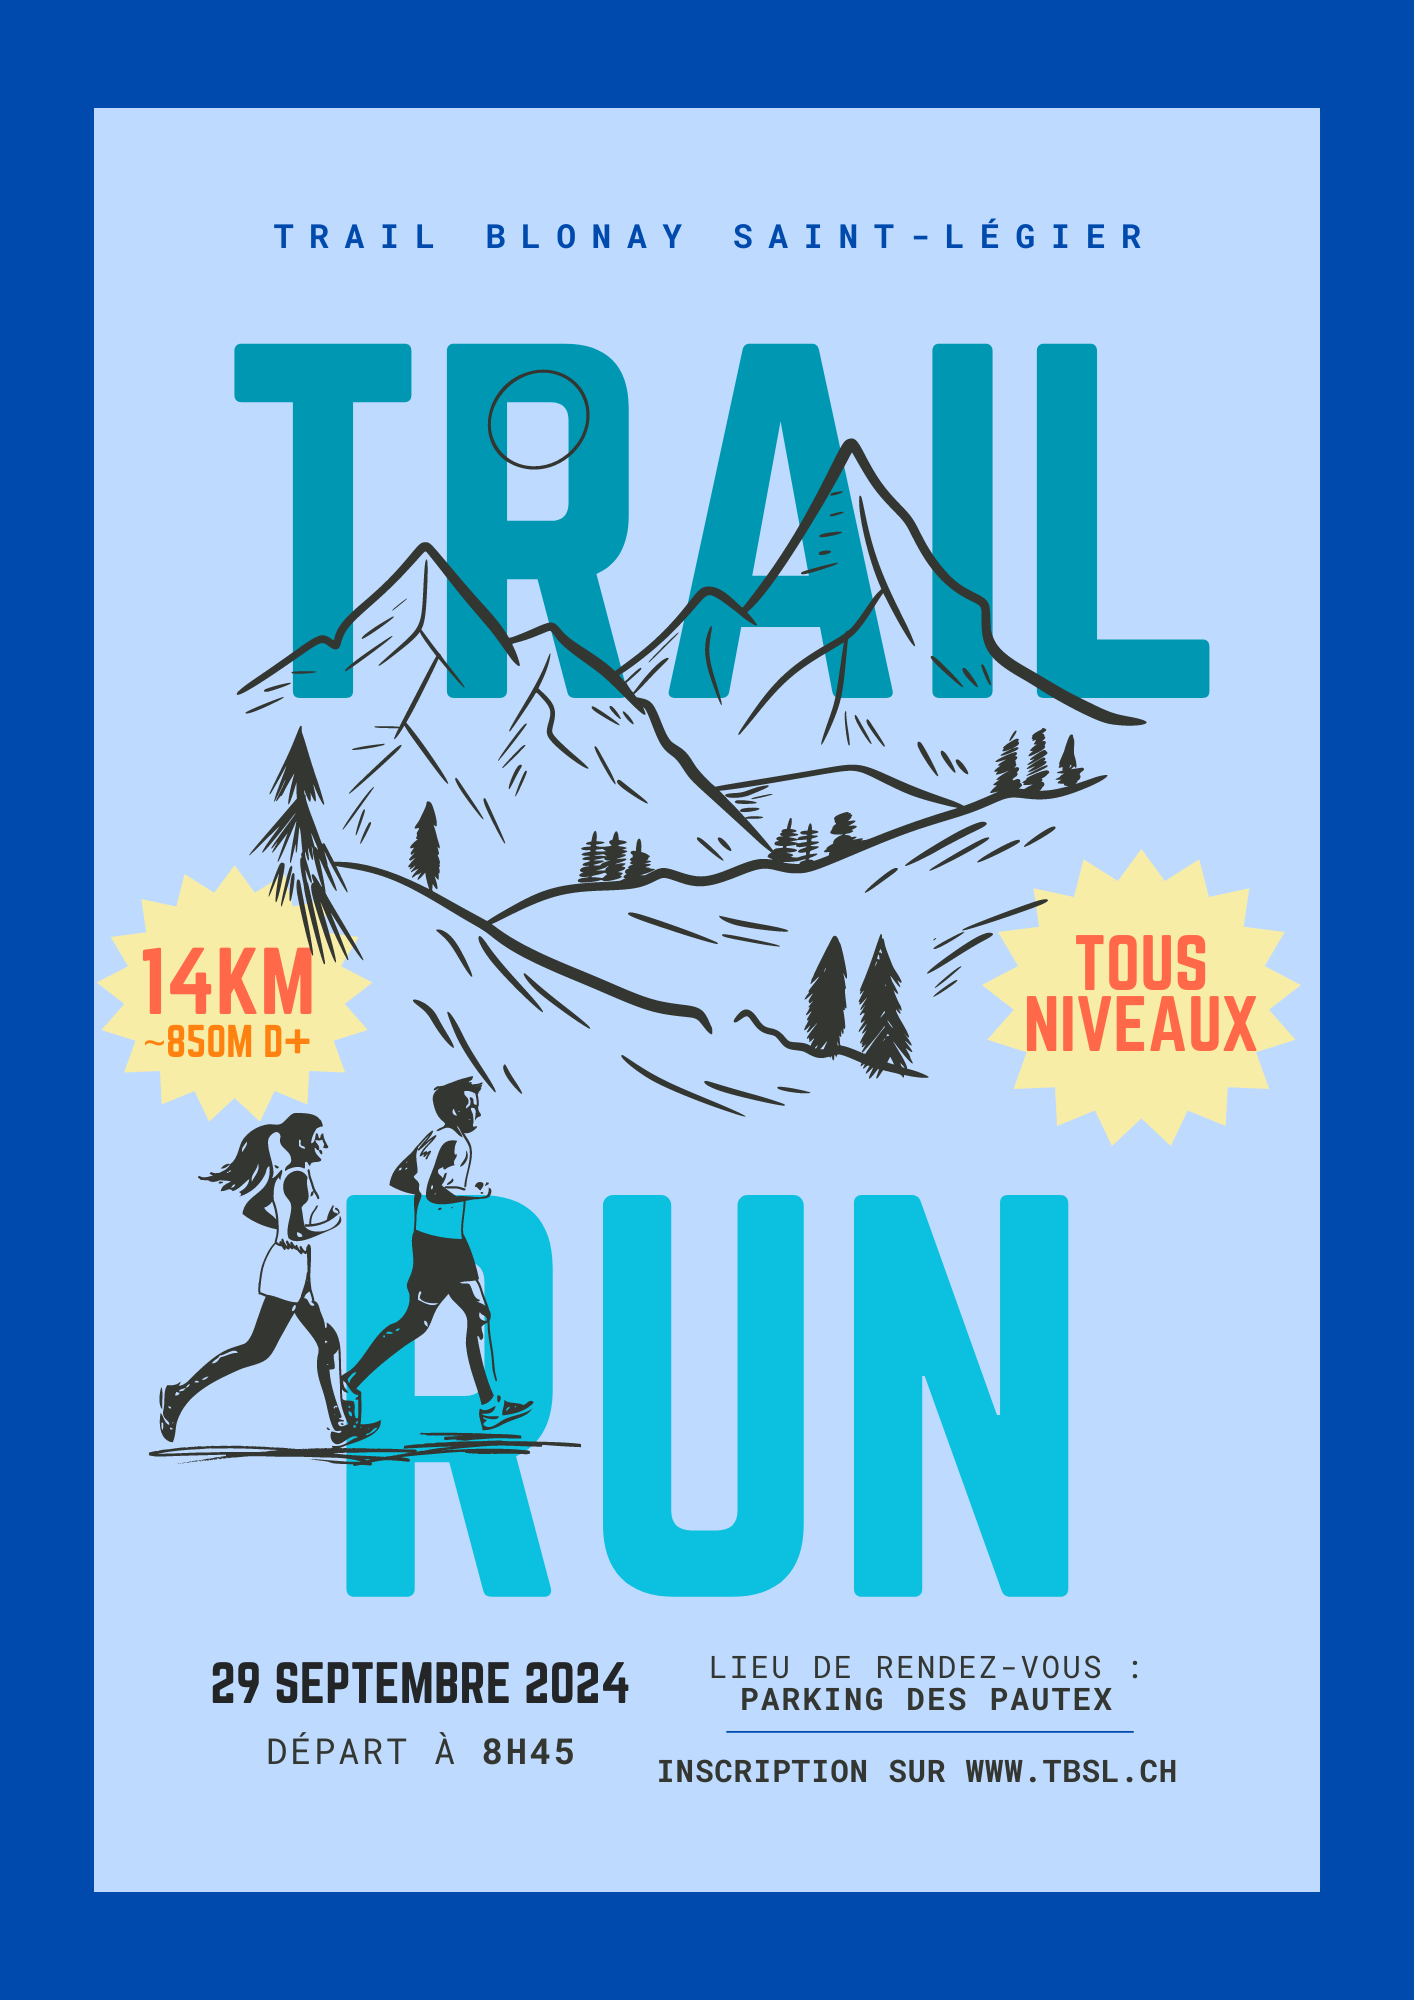 TRAIL BLONAY SAINT-LÉGIER
TRAIL
14KM
~850M D+
TOUS
NIVEAUX
RUN
29 SEPTEMBRE 2024
DÉPART À 8H45
LIEU DE RENDEZ-VOUS :
PARKING DES PAUTEX
INSCRIPTION SUR WWW.TBSL.CH